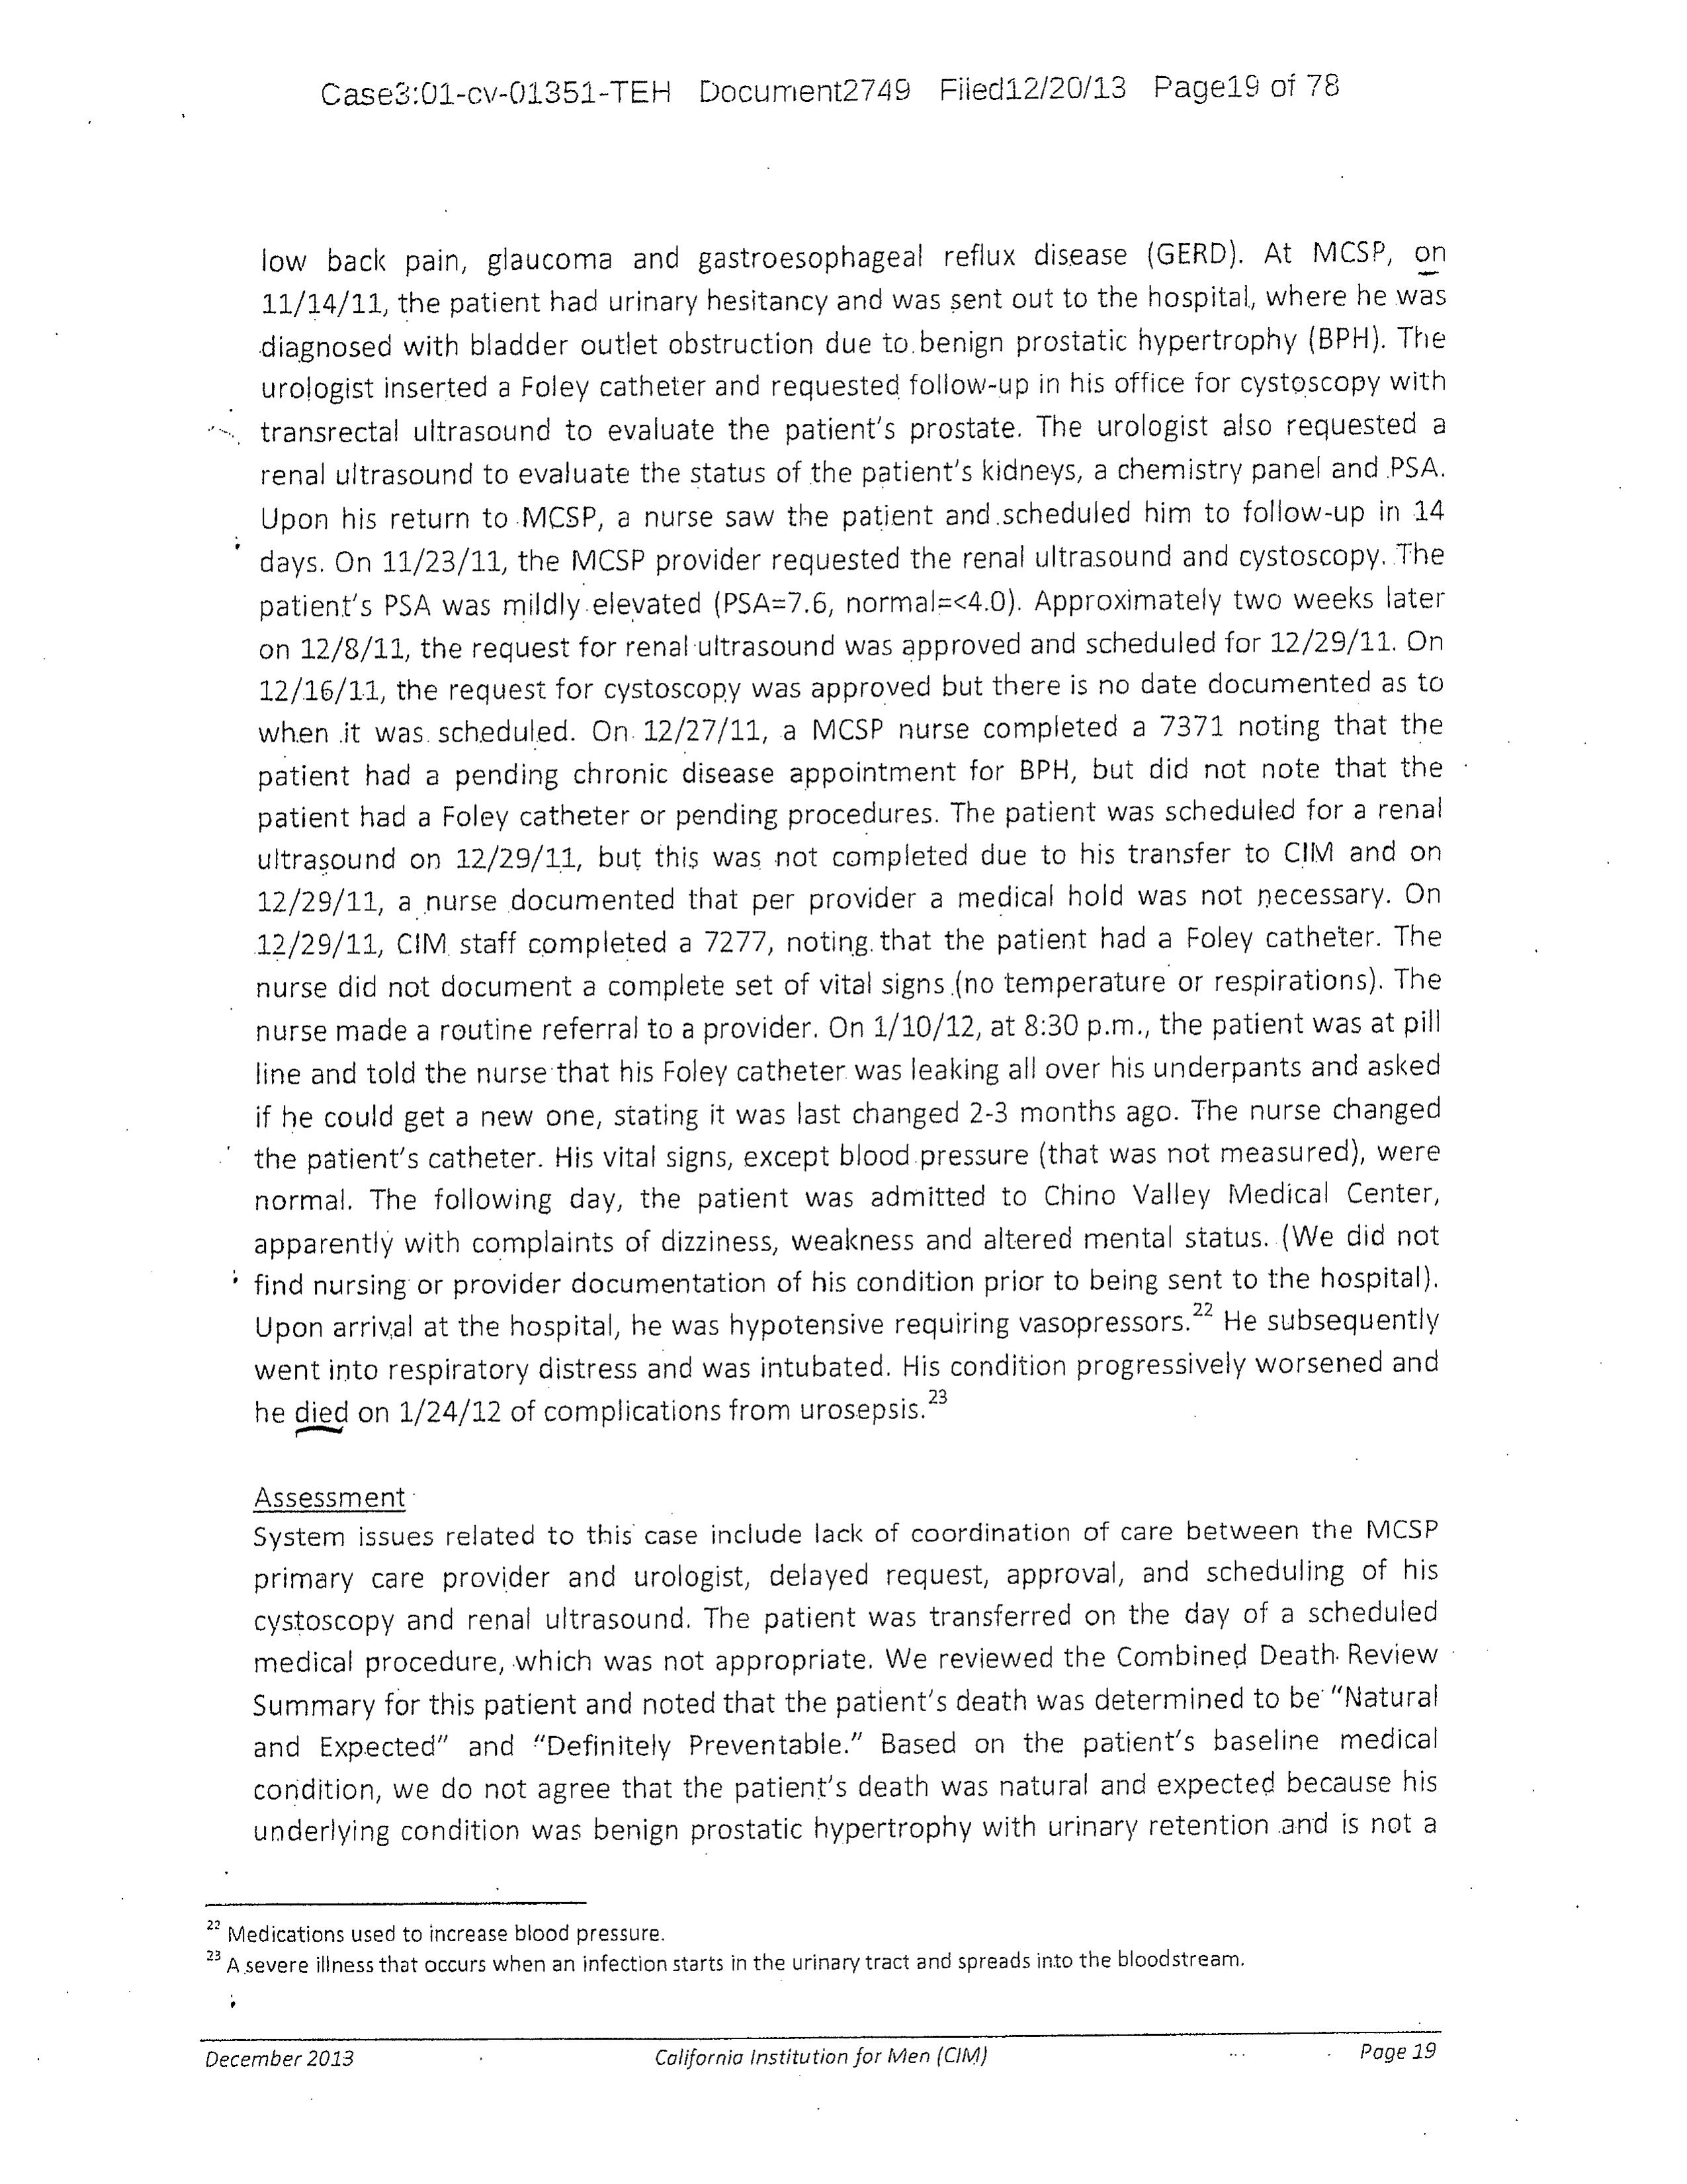 Case3:01-cv-01351-TEH Document2749 Filed12/20/13 Page19 of 78
low back pain, glaucoma and gastroesophageal reflux disease (GERD). At MCSP, on
11/14/11, the patient had urinary hesitancy and was sent out to the hospital, where he was
diagnosed with bladder outlet obstruction due to benign prostatic hypertrophy (BPH). The
urologist inserted a Foley catheter and requested follow-up in his office for cystoscopy with
transrectal ultrasound to evaluate the patient's prostate. The urologist also requested a
renal ultrasound to evaluate the status of the patient's kidneys, a chemistry panel and PSA.
Upon his return to MCSP, a nurse saw the patient and scheduled him to follow-up in 14
days. On 11/23/11, the MCSP provider requested the renal ultrasound and cystoscopy. The
patient's PSA was mildly elevated (PSA=7.6, normal=<4.0). Approximately two weeks later
on 12/8/11, the request for renal ultrasound was approved and scheduled for 12/29/11. On
12/16/11, the request for cystoscopy was approved but there is no date documented as to
when it was scheduled. On 12/27/11, a MCSP nurse completed a 7371 noting that the
patient had a pending chronic disease appointment for BPH, but did not note that the
patient had a Foley catheter or pending procedures. The patient was scheduled for a renal
ultrasound on 12/29/11, but this was not completed due to his transfer to CIM and on
12/29/11, a nurse documented that per provider a medical hold was not necessary. On
12/29/11, CIM staff completed a 7277, noting that the patient had a Foley catheter. The
nurse did not document a complete set of vital signs (no temperature or respirations). The
nurse made a routine referral to a provider. On 1/10/12, at 8:30 p.m., the patient was at pill
line and told the nurse that his Foley catheter was leaking all over his underpants and asked
if he could get a new one, stating it was last changed 2-3 months ago. The nurse changed
the patient's catheter. His vital signs, except blood pressure (that was not measured), were
normal. The following day, the patient was admitted to Chino Valley Medical Center,
apparently with complaints of dizziness, weakness and altered mental status. (We did not
find nursing or provider documentation of his condition prior to being sent to the hospital).
Upon arrival at the hospital, he was hypotensive requiring vasopressors.22 He subsequently
went into respiratory distress and was intubated. His condition progressively worsened and
he died on 1/24/12 of complications from urosepsis.23
Assessment
System issues related to this case include lack of coordination of care between the MCSP
primary care provider and urologist, delayed request, approval, and scheduling of his
cystoscopy and renal ultrasound. The patient was transferred on the day of a scheduled
medical procedure, which was not appropriate. We reviewed the Combined Death Review
Summary for this patient and noted that the patient's death was determined to be "Natural
and Expected" and "Definitely Preventable." Based on the patient's baseline medical
condition, we do not agree that the patient's death was natural and expected because his
underlying condition was benign prostatic hypertrophy with urinary retention and is not a
22 Medications used to increase blood pressure.
23 A severe illness that occurs when an infection starts in the urinary tract and spreads into the bloodstream.
December 2013 California Institution for Men (CIM) Page 19